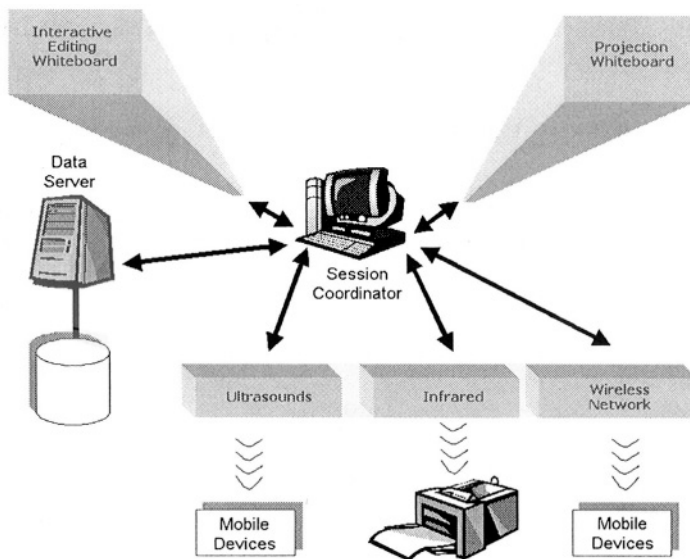 Interactive
Editing
Whiteboard
Projection
Whiteboard
Data
Server
Session
Coordinator
Ultrasounds
Infrared
Wireless
Network
Mobile
Devices
Mobile
Devices